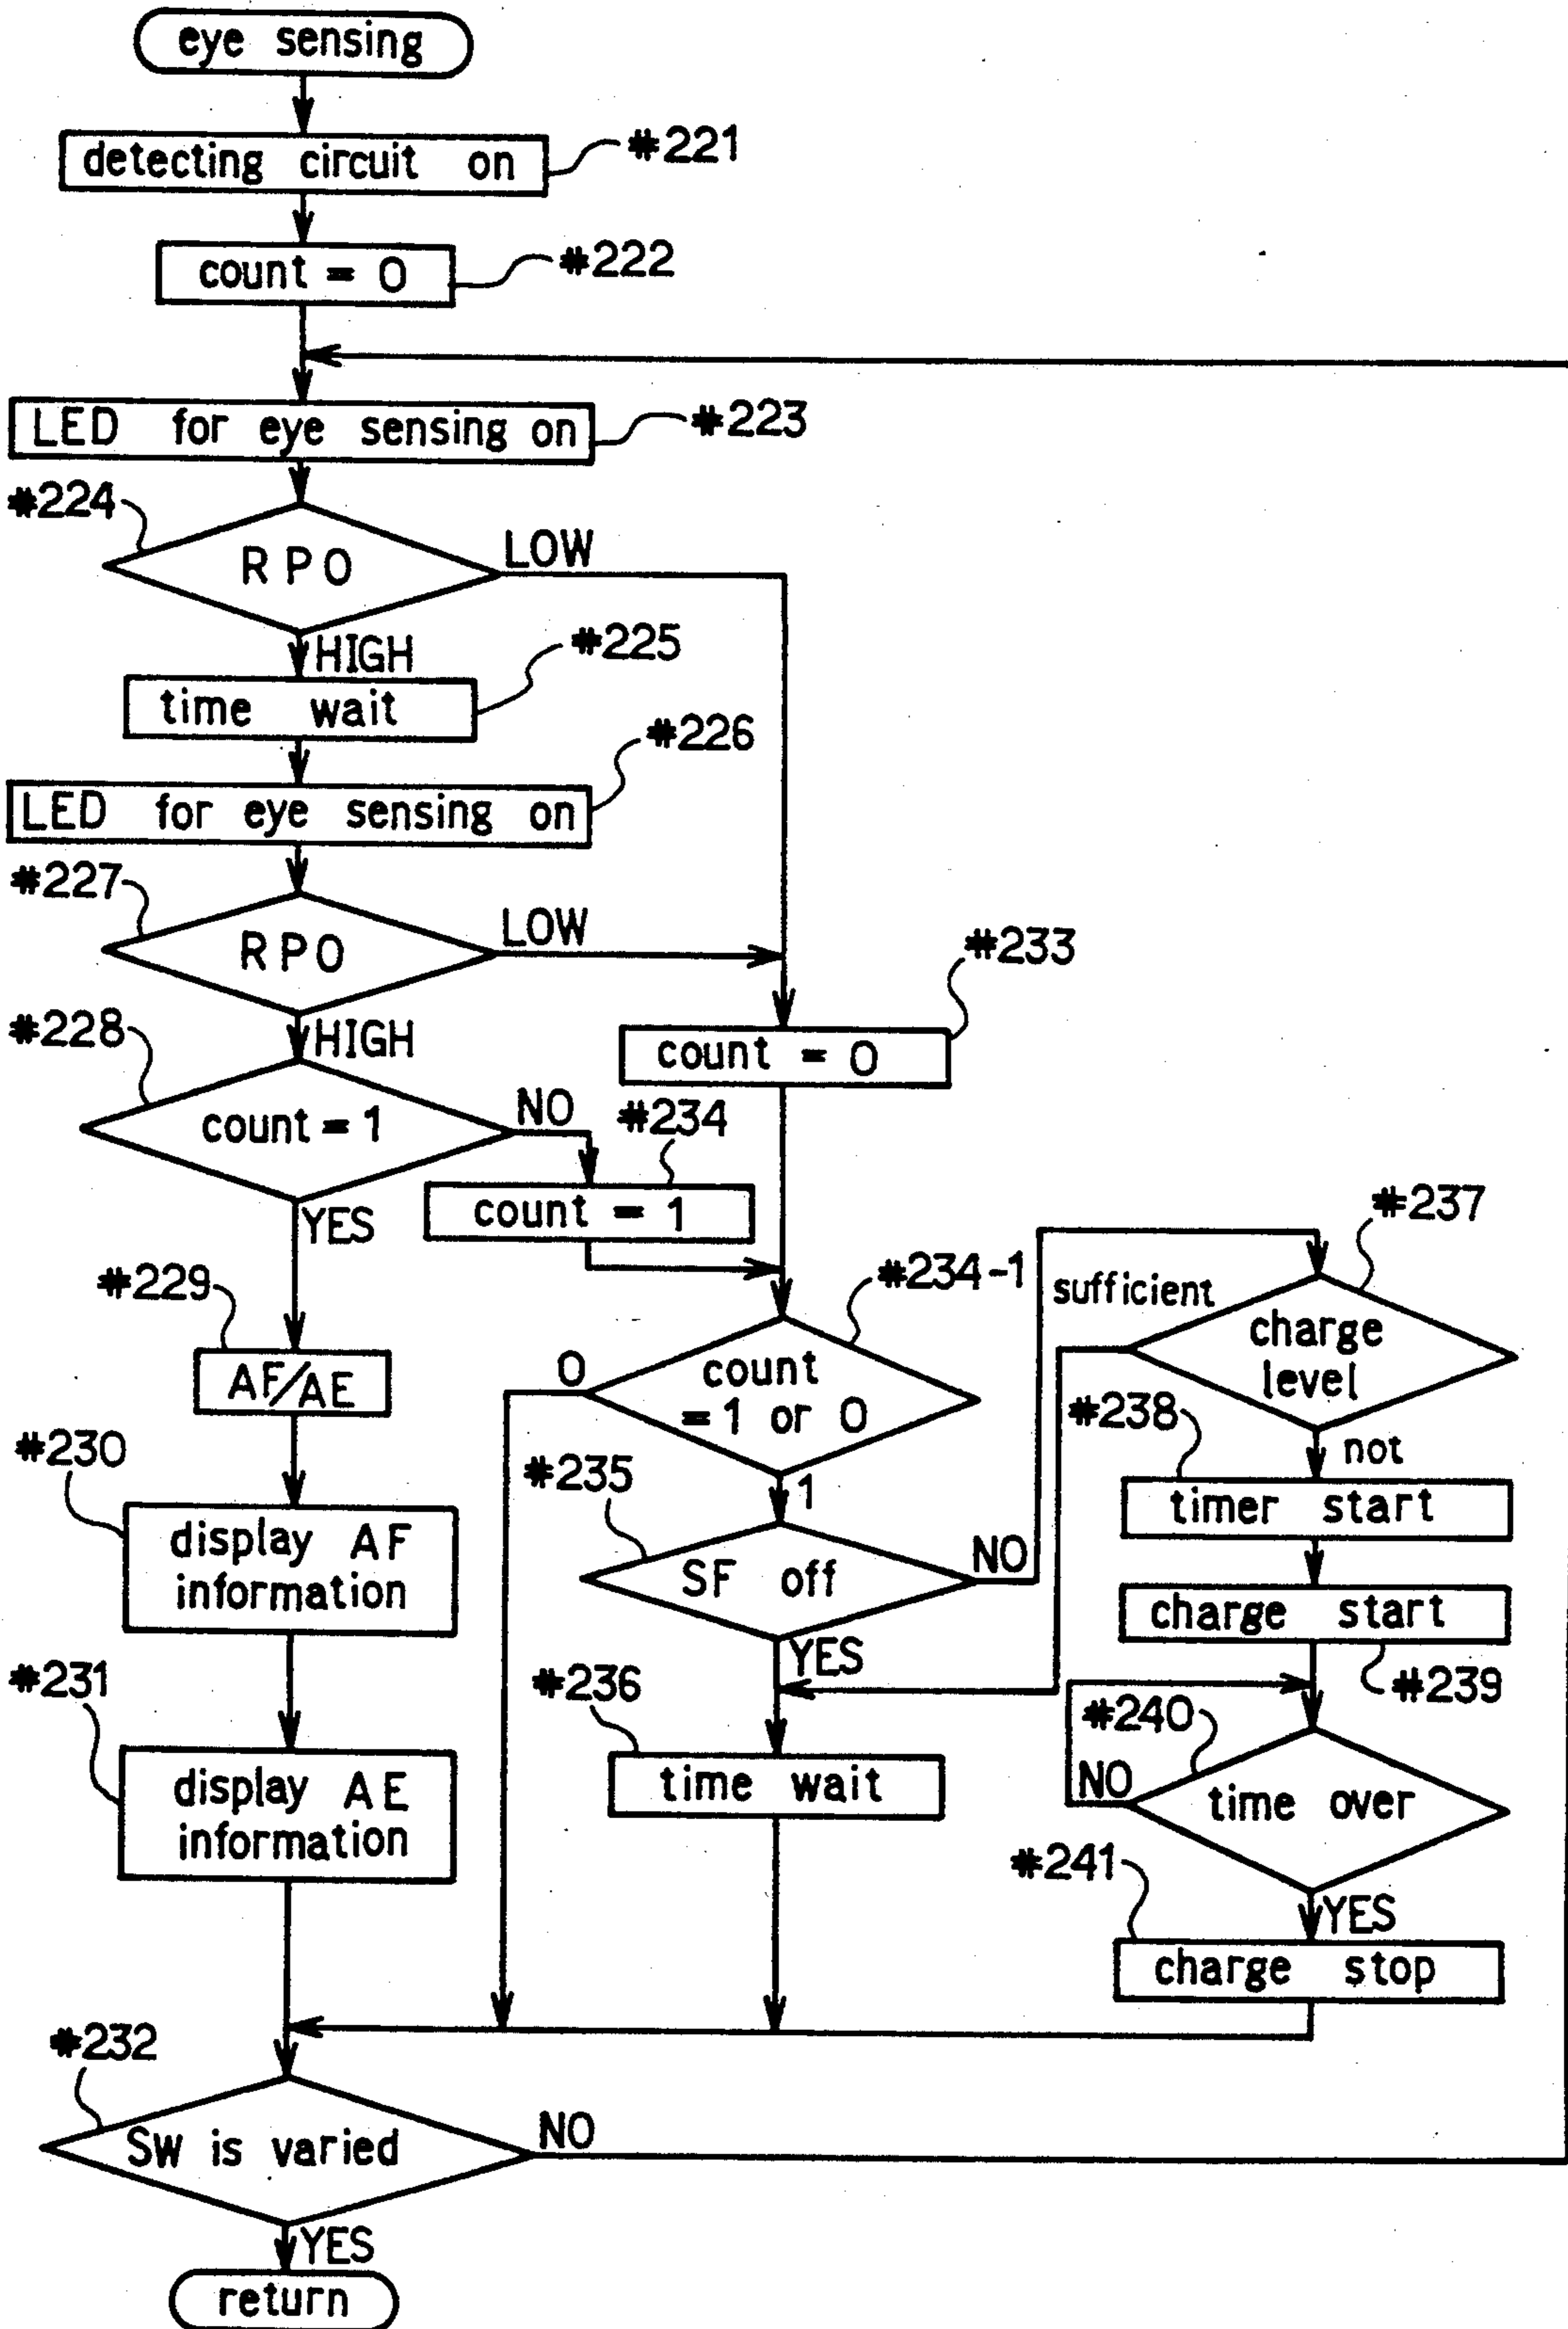 eye sensing
detecting circuit on
#221
count = 0
#222
LED for eye sensing on
#223
#224
RPO
LOW
HIGH
#225
time wait
#226
LED for eye sensing on
#227
RPO
LOW
#233
#228
HIGH
count = 0
count = 1
NO
#234
YES
count = 1
#237
#229
#234-1
sufficient
charge
level
AF/AE
0
count
= 1 or 0
#238
not
#230
#235
1
timer start
display AF
information
SF off
NO
charge start
#231
#236
YES
#239
#240
display AE
information
time wait
NO
time over
#241
YES
charge stop
#232
SW is varied
NO
YES
return